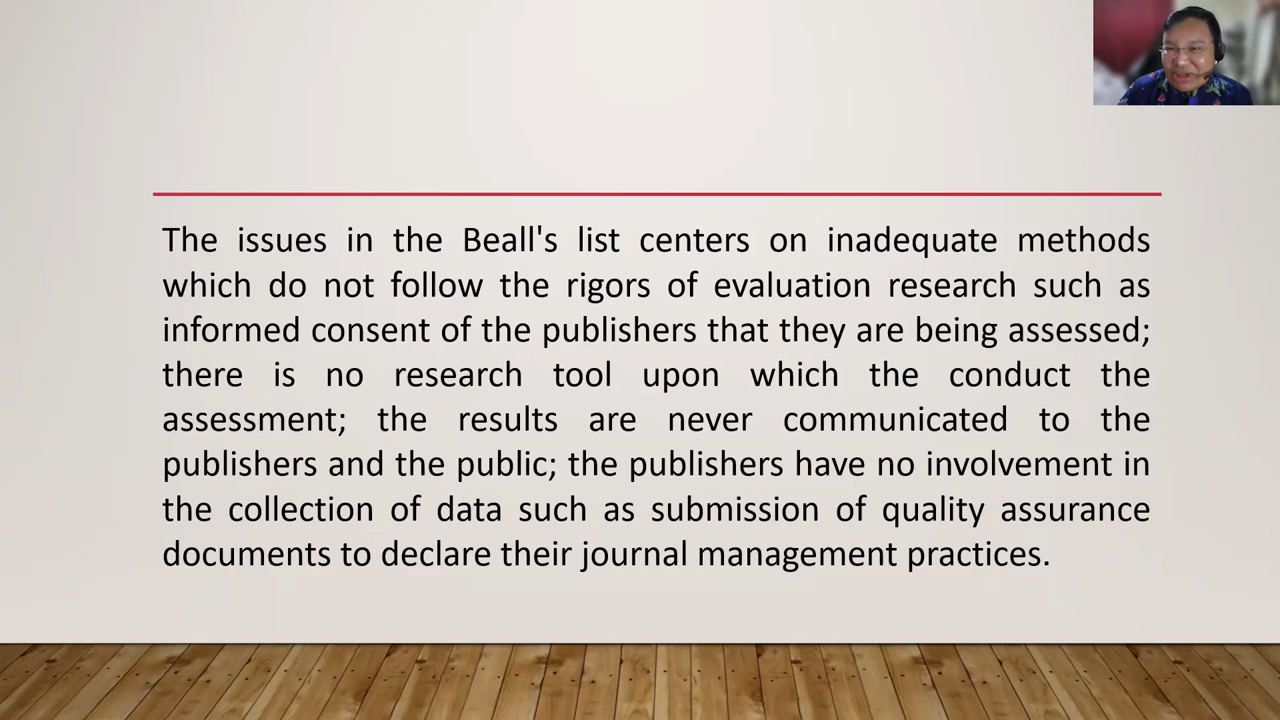 The issues in the Beall's list centers on inadequate methods
which do not follow the rigors of evaluation research such as
informed consent of the publishers that they are being assessed;
there is no research tool upon which the conduct the
assessment; the results are never communicated to the
publishers and the public; the publishers have no involvement in
the collection of data such as submission of quality assurance
documents to declare their journal management practices.